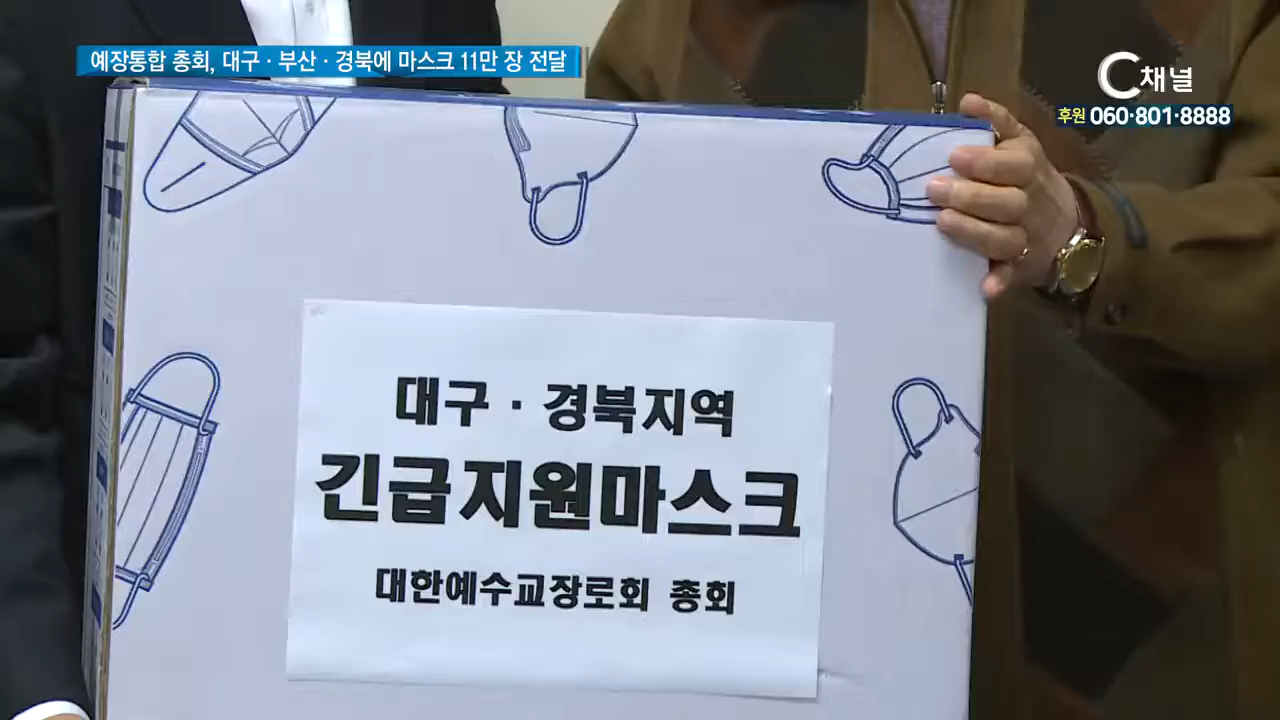 예장통합 총회, 대구·부산·경북에 마스크 11만 장 전달
C채널
후원 060·801·8888
대구·경북지역
긴급지원마스크
대한예수교장로회 총회